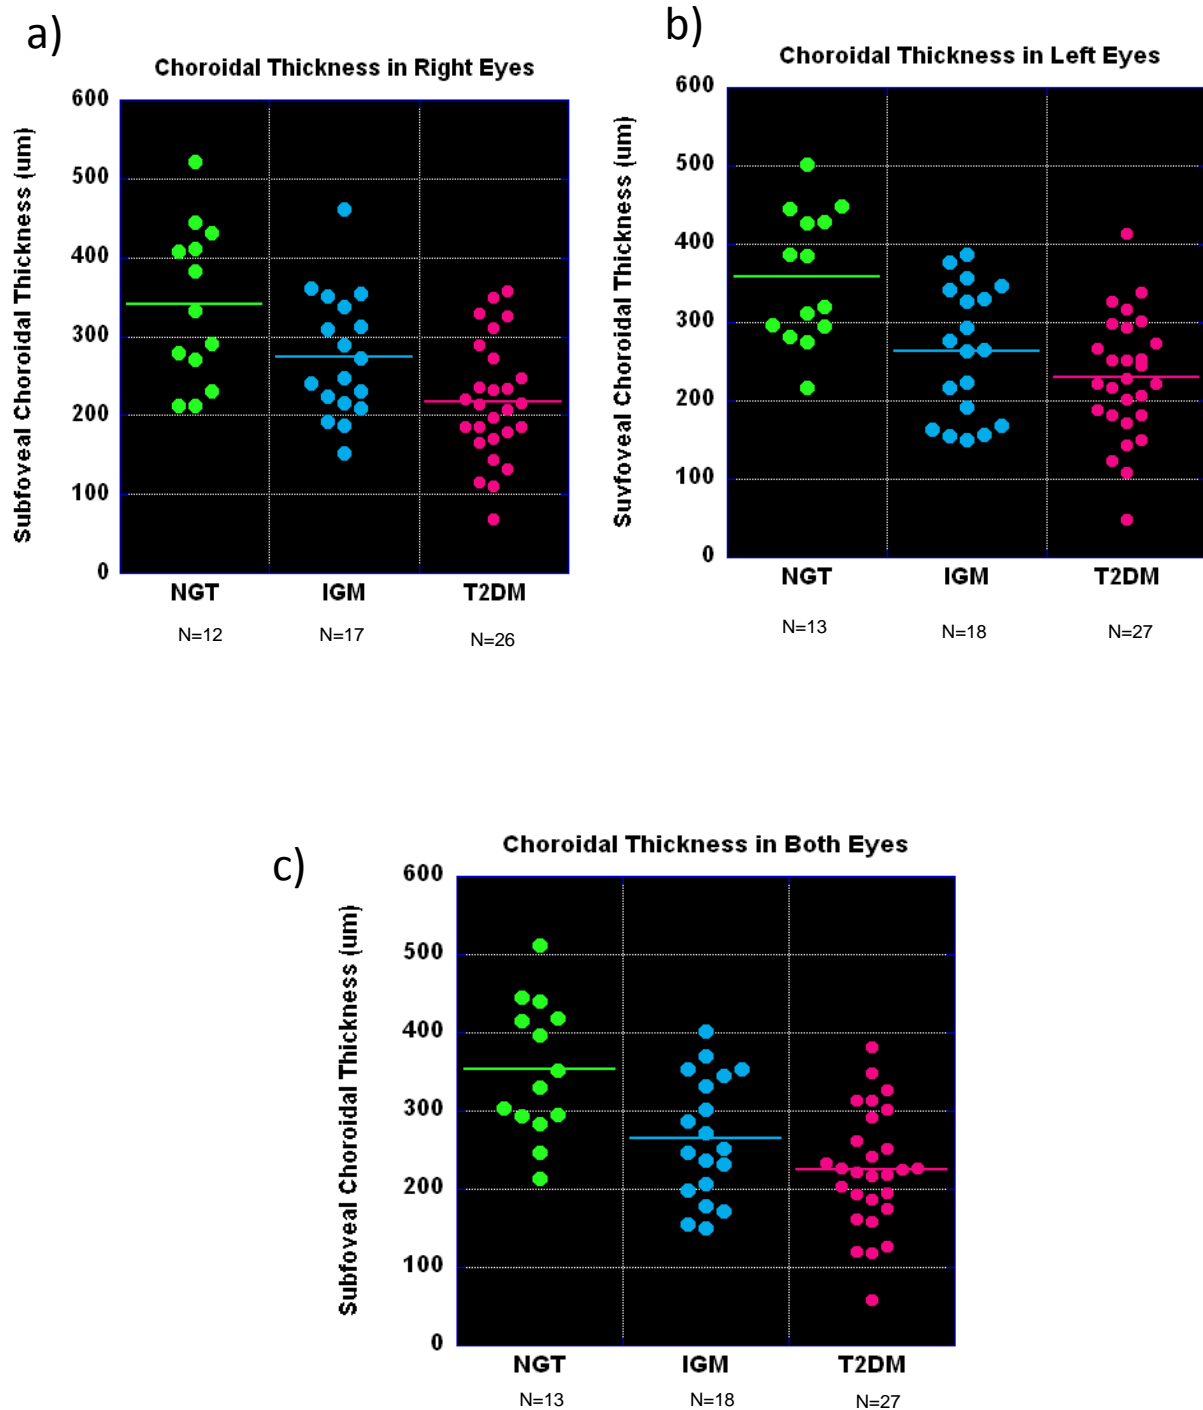 a)
Choroidal Thickness in Right Eyes
Subfoveal Choroidal Thickness (um)
600
500
400
300
200
100
0
NGT IGM T2DM
N=12 N=17 N=26
b)
Choroidal Thickness in Left Eyes
Suvfoveal Choroidal Thickness (um)
600
500
400
300
200
100
0
NGT IGM T2DM
N=13 N=18 N=27
c)
Choroidal Thickness in Both Eyes
Subfoveal Choroidal Thickness (um)
600
500
400
300
200
100
0
NGT IGM T2DM
N=13 N=18 N=27